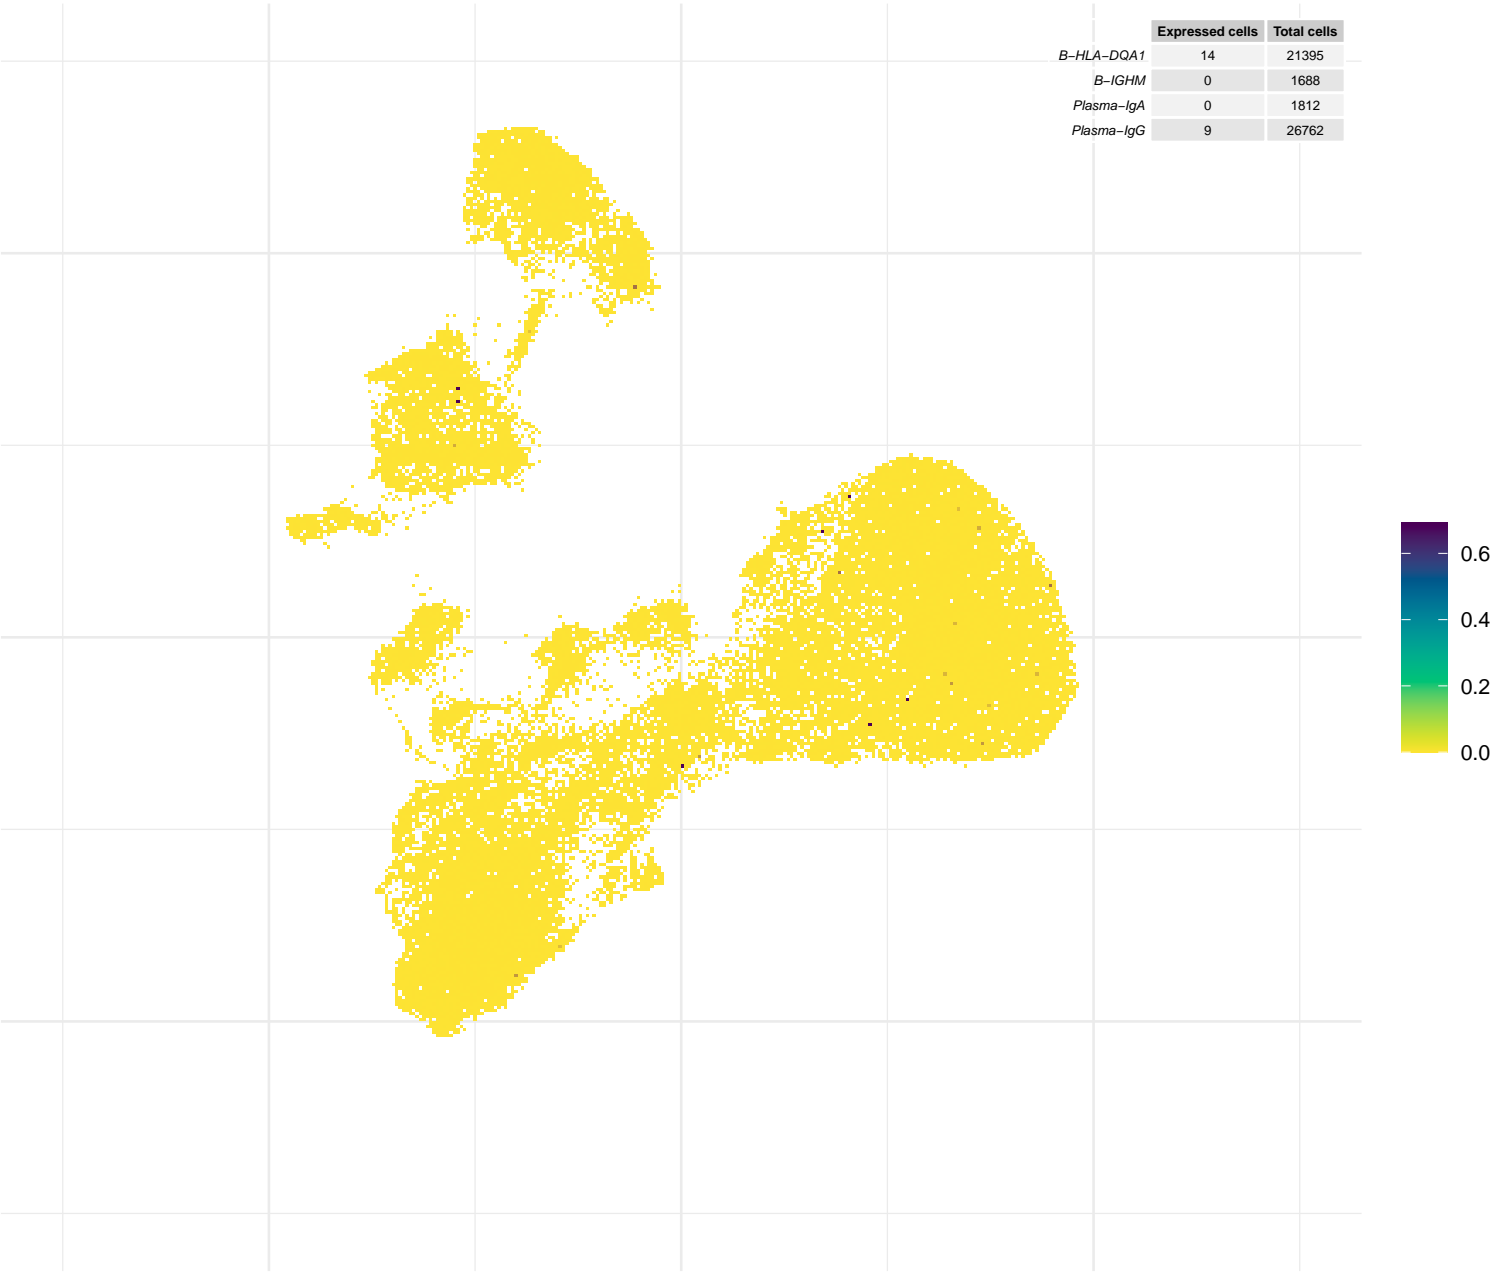 Expressed cells Total cells
B-HLA-DQA1 14 21395
B-IGHM 0 1688
Plasma-IgA 0 1812
Plasma-IgG 9 26762
0.6
0.4
0.2
0.0